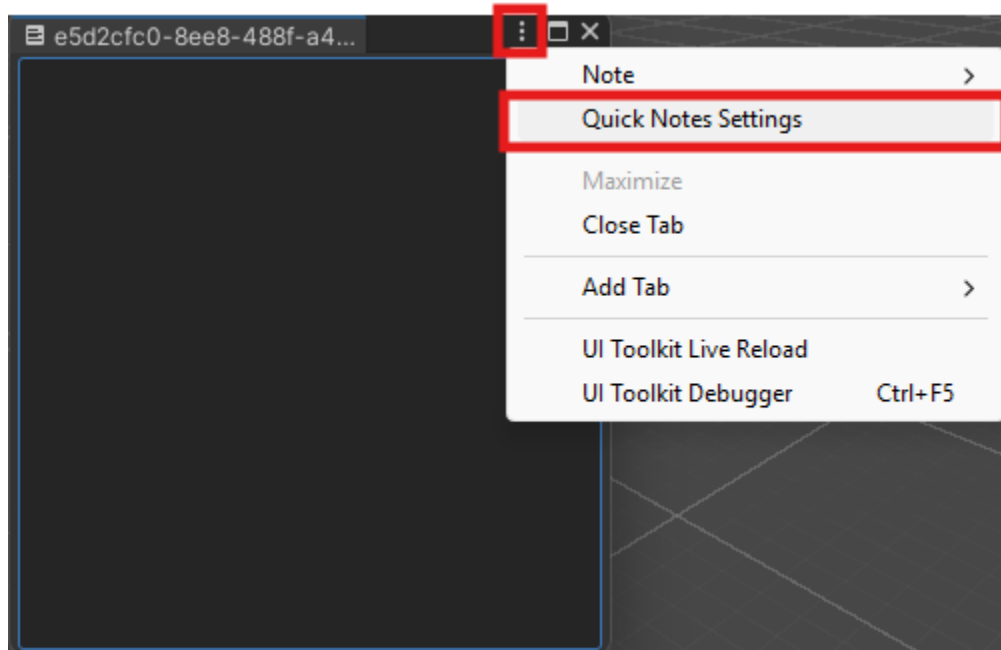 e5d2cfc0-8ee8-488f-a4...
Note
Quick Notes Settings
Maximize
Close Tab
Add Tab
UI Toolkit Live Reload
UI Toolkit Debugger Ctrl+F5